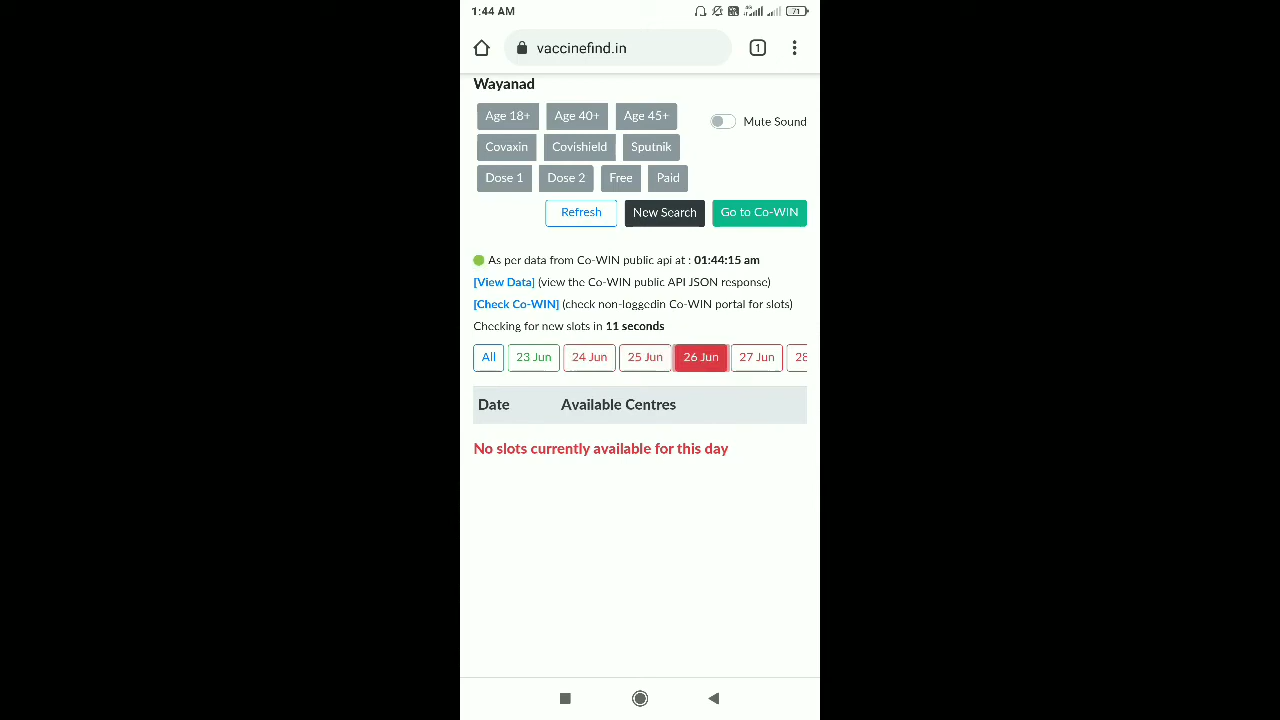 1:44 AM 4G 71
vaccinefind.in 1
Wayanad
Age 18+ Age 40+ Age 45+ Mute Sound
Covaxin Covishield Sputnik
Dose 1 Dose 2 Free Paid
Refresh New Search Go to Co-WIN
As per data from Co-WIN public api at : 01:44:15 am
[View Data] (view the Co-WIN public API JSON response)
[Check Co-WIN] (check non-loggedin Co-WIN portal for slots)
Checking for new slots in 11 seconds
All 23 Jun 24 Jun 25 Jun 26 Jun 27 Jun 28
Date Available Centres
No slots currently available for this day